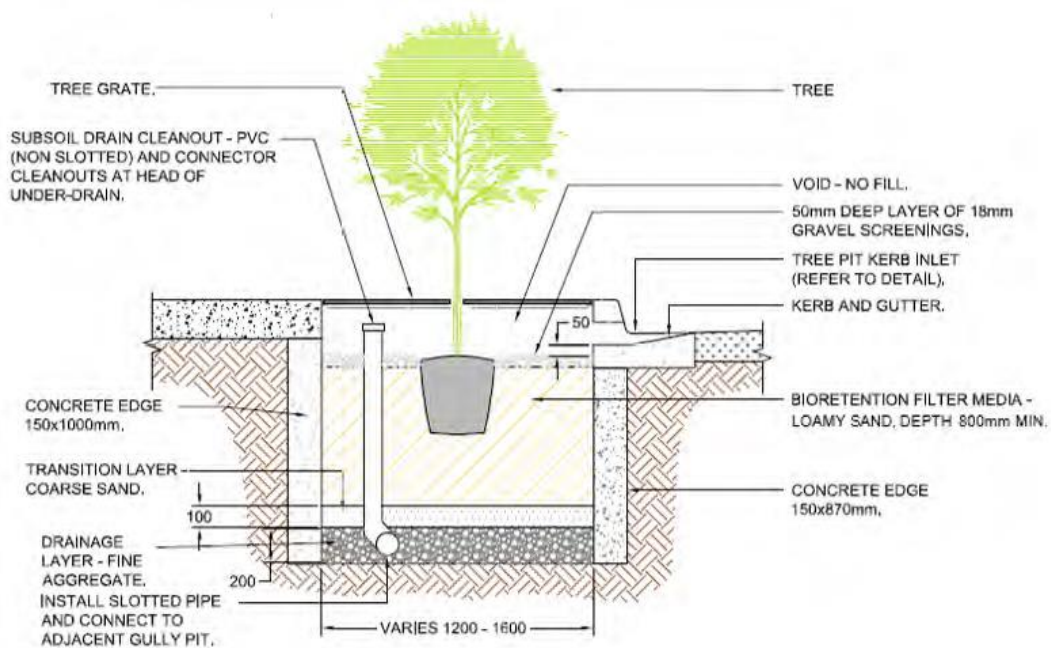 TREE GRATE.
SUBSOIL DRAIN CLEANOUT - PVC
(NON SLOTTED) AND CONNECTOR
CLEANOUTS AT HEAD OF
UNDER-DRAIN.
CONCRETE EDGE
150x1000mm.
TRANSITION LAYER -
COARSE SAND.
100
DRAINAGE
LAYER - FINE
AGGREGATE.
200
INSTALL SLOTTED PIPE
AND CONNECT TO
ADJACENT GULLY PIT.
VARIES 1200 - 1600
50
TREE
VOID - NO FILL.
50mm DEEP LAYER OF 18mm
GRAVEL SCREENINGS.
TREE PIT KERB INLET
(REFER TO DETAIL).
KERB AND GUTTER.
BIORETENTION FILTER MEDIA -
LOAMY SAND. DEPTH 800mm MIN.
CONCRETE EDGE
150x870mm.